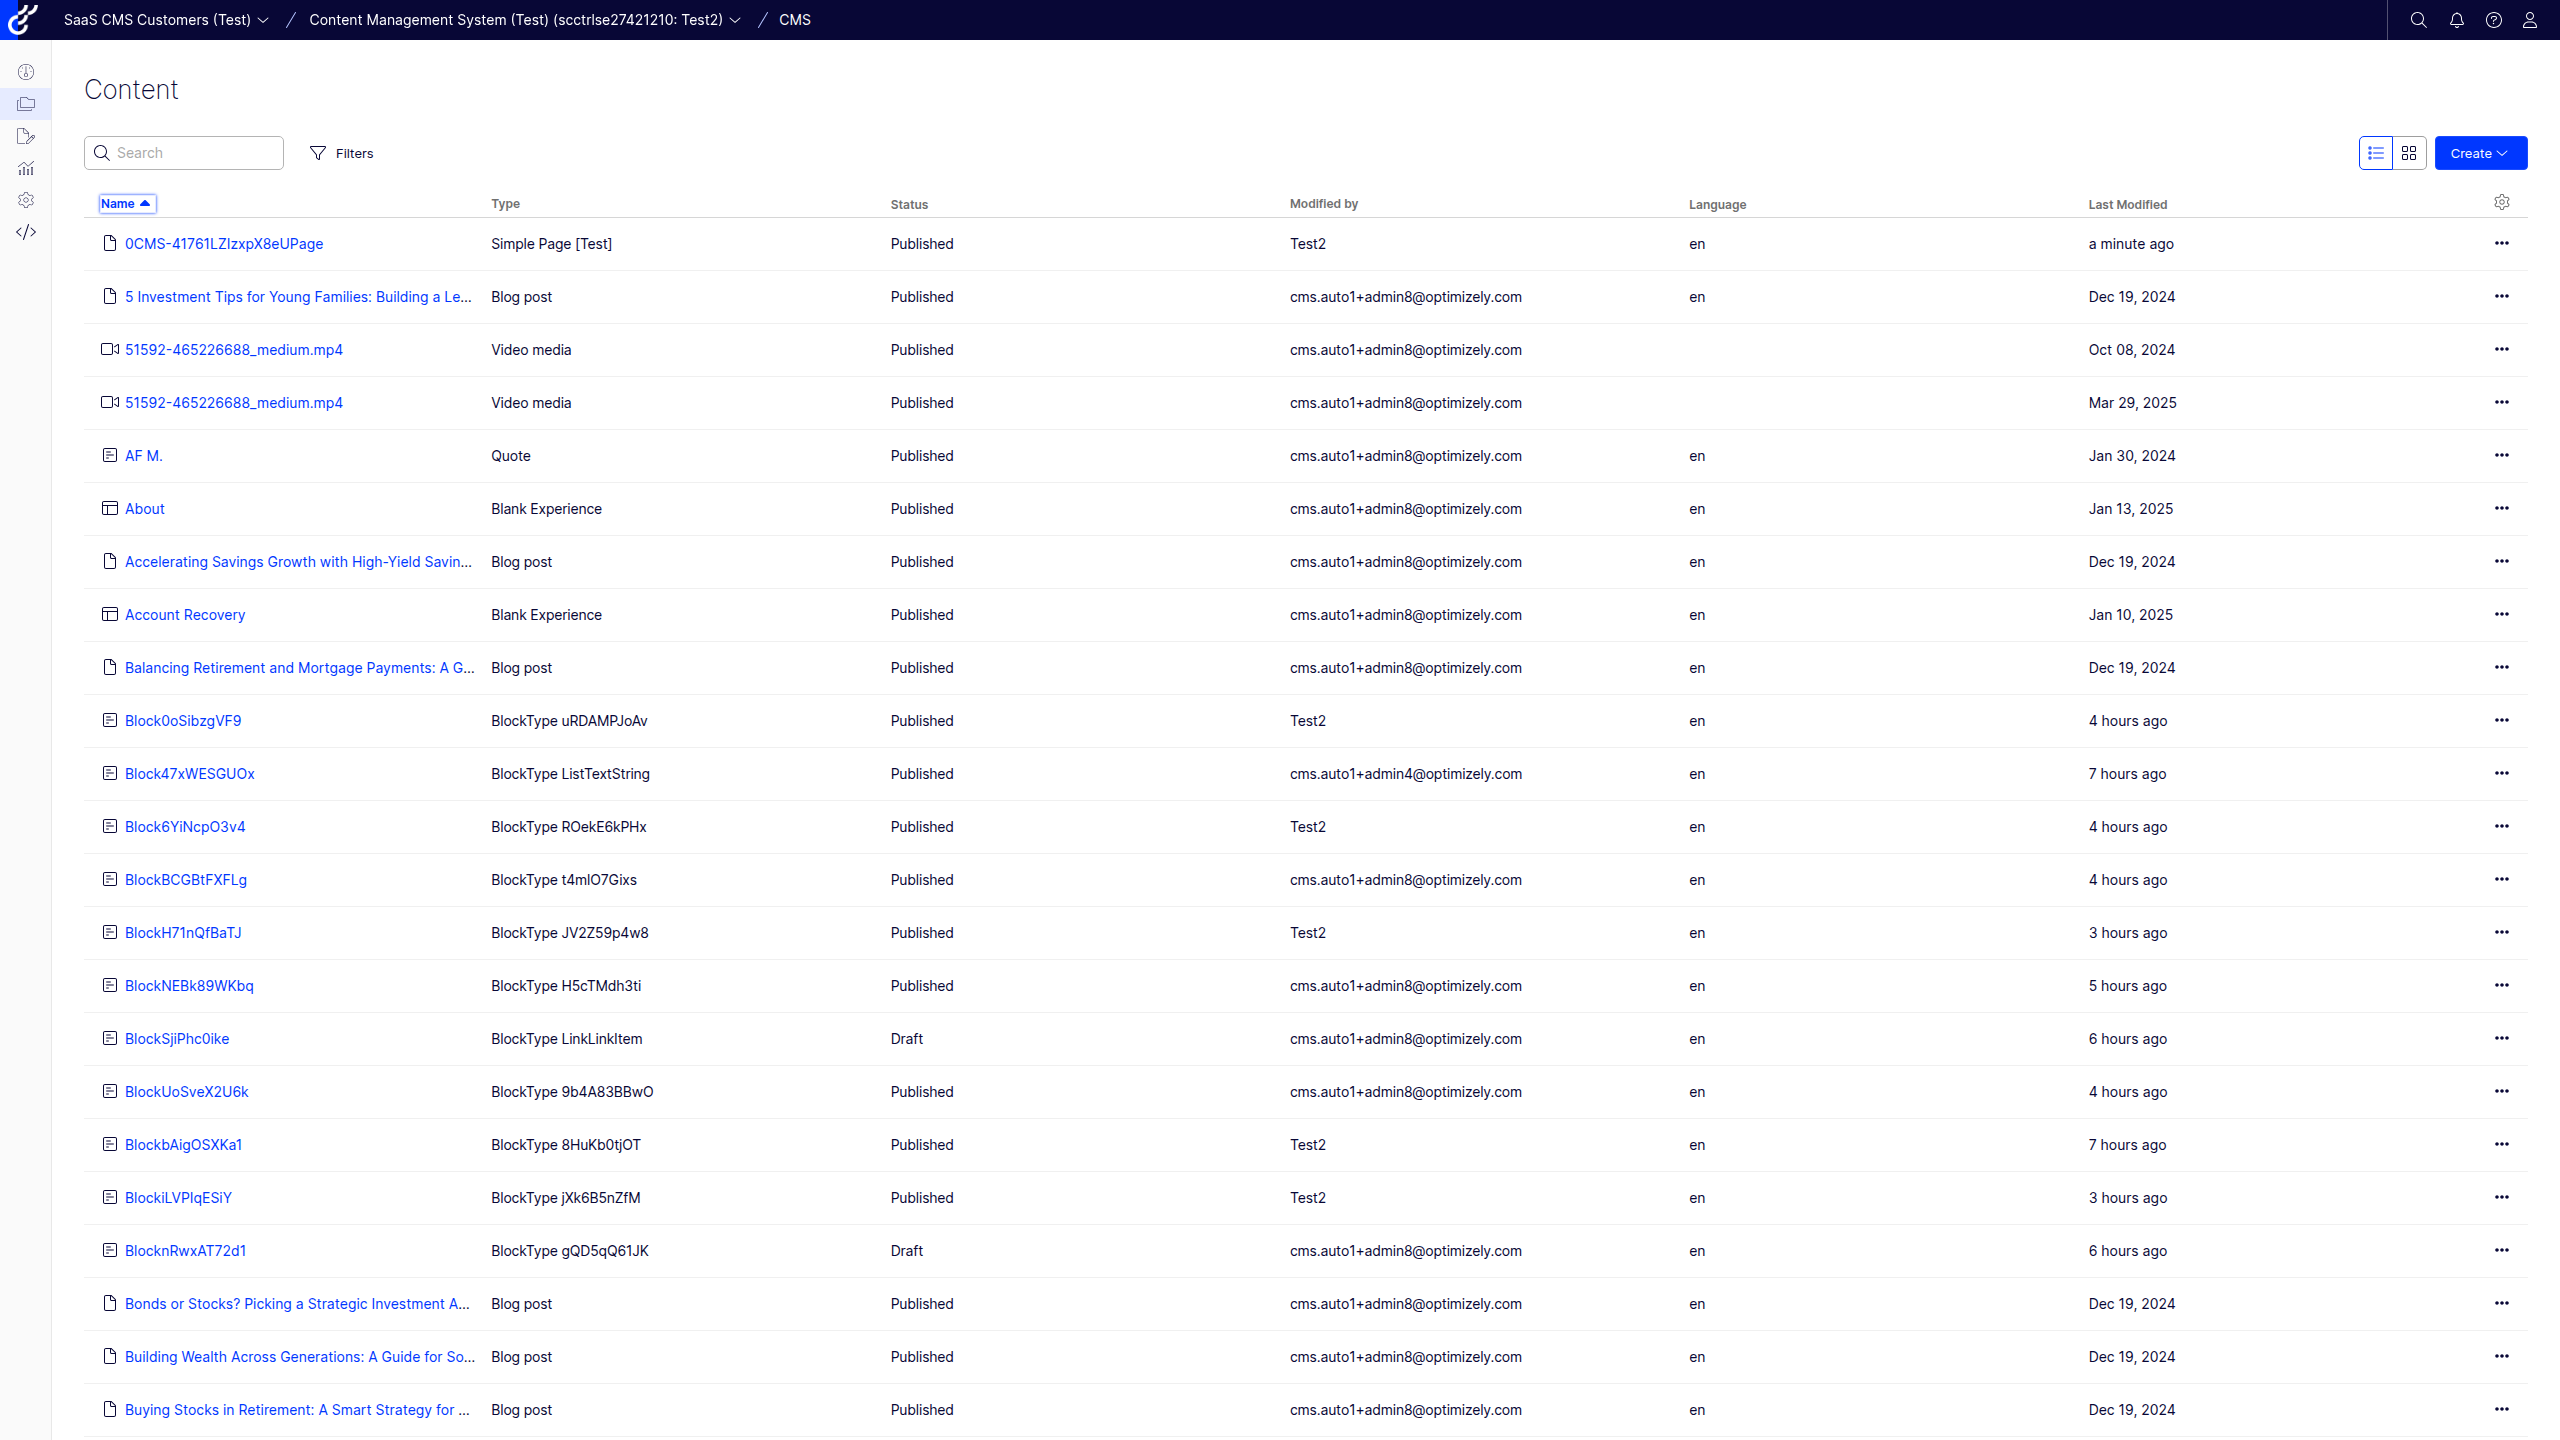 SaaS CMS Customers (Test) / Content Management System (Test) (scctrlse27421210: Test2) / CMS
Content
Search Filters Create
Name Type Status Modified by Language Last Modified
0CMS-41761LZIzxpX8eUPage Simple Page [Test] Published Test2 en a minute ago
5 Investment Tips for Young Families: Building a Le... Blog post Published cms.auto1+admin8@optimizely.com en Dec 19, 2024
51592-465226688_medium.mp4 Video media Published cms.auto1+admin8@optimizely.com Oct 08, 2024
51592-465226688_medium.mp4 Video media Published cms.auto1+admin8@optimizely.com Mar 29, 2025
AF M. Quote Published cms.auto1+admin8@optimizely.com en Jan 30, 2024
About Blank Experience Published cms.auto1+admin8@optimizely.com en Jan 13, 2025
Accelerating Savings Growth with High-Yield Savin... Blog post Published cms.auto1+admin8@optimizely.com en Dec 19, 2024
Account Recovery Blank Experience Published cms.auto1+admin8@optimizely.com en Jan 10, 2025
Balancing Retirement and Mortgage Payments: A G... Blog post Published cms.auto1+admin8@optimizely.com en Dec 19, 2024
Block0oSibzgVF9 BlockType uRDAMPJoAv Published Test2 en 4 hours ago
Block47xWESGUOx BlockType ListTextString Published cms.auto1+admin4@optimizely.com en 7 hours ago
Block6YiNcpO3v4 BlockType ROekE6kPHx Published Test2 en 4 hours ago
BlockBCGBtFXFLg BlockType t4mlO7Gixs Published cms.auto1+admin8@optimizely.com en 4 hours ago
BlockH71nQfBaTJ BlockType JV2Z59p4w8 Published Test2 en 3 hours ago
BlockNEBk89WKbq BlockType H5cTMdh3ti Published cms.auto1+admin8@optimizely.com en 5 hours ago
BlockSjiPhc0ike BlockType LinkLinkItem Draft cms.auto1+admin8@optimizely.com en 6 hours ago
BlockUoSveX2U6k BlockType 9b4A83BBwO Published cms.auto1+admin8@optimizely.com en 4 hours ago
BlockbAigOSXKa1 BlockType 8HuKb0tjOT Published Test2 en 7 hours ago
BlockiLVPlqESiY BlockType jXk6B5nZfM Published Test2 en 3 hours ago
BlocknRwxAT72d1 BlockType gQD5qQ61JK Draft cms.auto1+admin8@optimizely.com en 6 hours ago
Bonds or Stocks? Picking a Strategic Investment A... Blog post Published cms.auto1+admin8@optimizely.com en Dec 19, 2024
Building Wealth Across Generations: A Guide for So... Blog post Published cms.auto1+admin8@optimizely.com en Dec 19, 2024
Buying Stocks in Retirement: A Smart Strategy for ... Blog post Published cms.auto1+admin8@optimizely.com en Dec 19, 2024